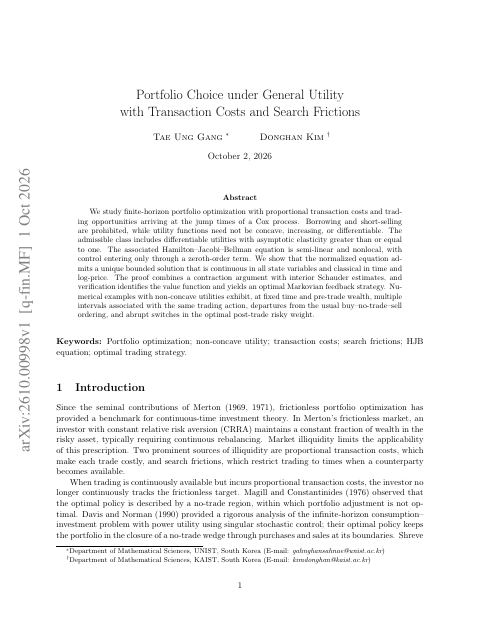 Portfolio Choice under General Utility
with Transaction Costs and Search Frictions
Tae Ung Gang * Donghan Kim †
October 2, 2026
Abstract
We study finite-horizon portfolio optimization with proportional transaction costs and trad-
ing opportunities arriving at the jump times of a Cox process. Borrowing and short-selling
are prohibited, while utility functions need not be concave, increasing, or differentiable. The
admissible class includes differentiable utilities with asymptotic elasticity greater than or equal
to one. The associated Hamilton–Jacobi–Bellman equation is semi-linear and nonlocal, with
control entering only through a zeroth-order term. We show that the normalized equation ad-
mits a unique bounded solution that is continuous in all state variables and classical in time and
log-price. The proof combines a contraction argument with interior Schauder estimates, and
verification identifies the value function and yields an optimal Markovian feedback strategy. Nu-
merical examples with non-concave utilities exhibit, at fixed time and pre-trade wealth, multiple
intervals associated with the same trading action, departures from the usual buy–no-trade–sell
ordering, and abrupt switches in the optimal post-trade risky weight.
Keywords: Portfolio optimization; non-concave utility; transaction costs; search frictions; HJB
equation; optimal trading strategy.
1 Introduction
Since the seminal contributions of Merton (1969, 1971), frictionless portfolio optimization has
provided a benchmark for continuous-time investment theory. In Merton's frictionless market, an
investor with constant relative risk aversion (CRRA) maintains a constant fraction of wealth in the
risky asset, typically requiring continuous rebalancing. Market illiquidity limits the applicability
of this prescription. Two prominent sources of illiquidity are proportional transaction costs, which
make each trade costly, and search frictions, which restrict trading to times when a counterparty
becomes available.
When trading is continuously available but incurs proportional transaction costs, the investor no
longer continuously tracks the frictionless target. Magill and Constantinides (1976) observed that
the optimal policy is described by a no-trade region, within which portfolio adjustment is not op-
timal. Davis and Norman (1990) provided a rigorous analysis of the infinite-horizon consumption–
investment problem with power utility using singular stochastic control; their optimal policy keeps
the portfolio in the closure of a no-trade wedge through purchases and sales at its boundaries. Shreve
*Department of Mathematical Sciences, UNIST, South Korea (E-mail: gangtaeung@unist.ac.kr)
†Department of Mathematical Sciences, KAIST, South Korea (E-mail: kimdonghan@kaist.ac.kr)
1
arXiv:2610.00998v1 [q-fin.MF] 1 Oct 2026